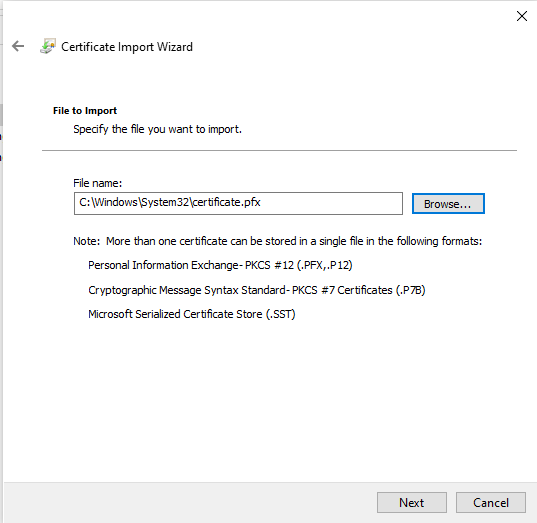 Certificate Import Wizard
File to Import
Specify the file you want to import.
File name:
C:\Windows\System32\certificate.pfx
Browse...
Note:  More than one certificate can be stored in a single file in the following formats:
Personal Information Exchange- PKCS #12 (.PFX,.P12)
Cryptographic Message Syntax Standard- PKCS #7 Certificates (.P7B)
Microsoft Serialized Certificate Store (.SST)
Next
Cancel